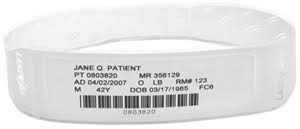 JANE Q. PATIENT
PT 0803820 MR 356129
AD 04/02/2007 O LB RM# 123
M 42Y DOB 03/17/1965 FC6
0803820